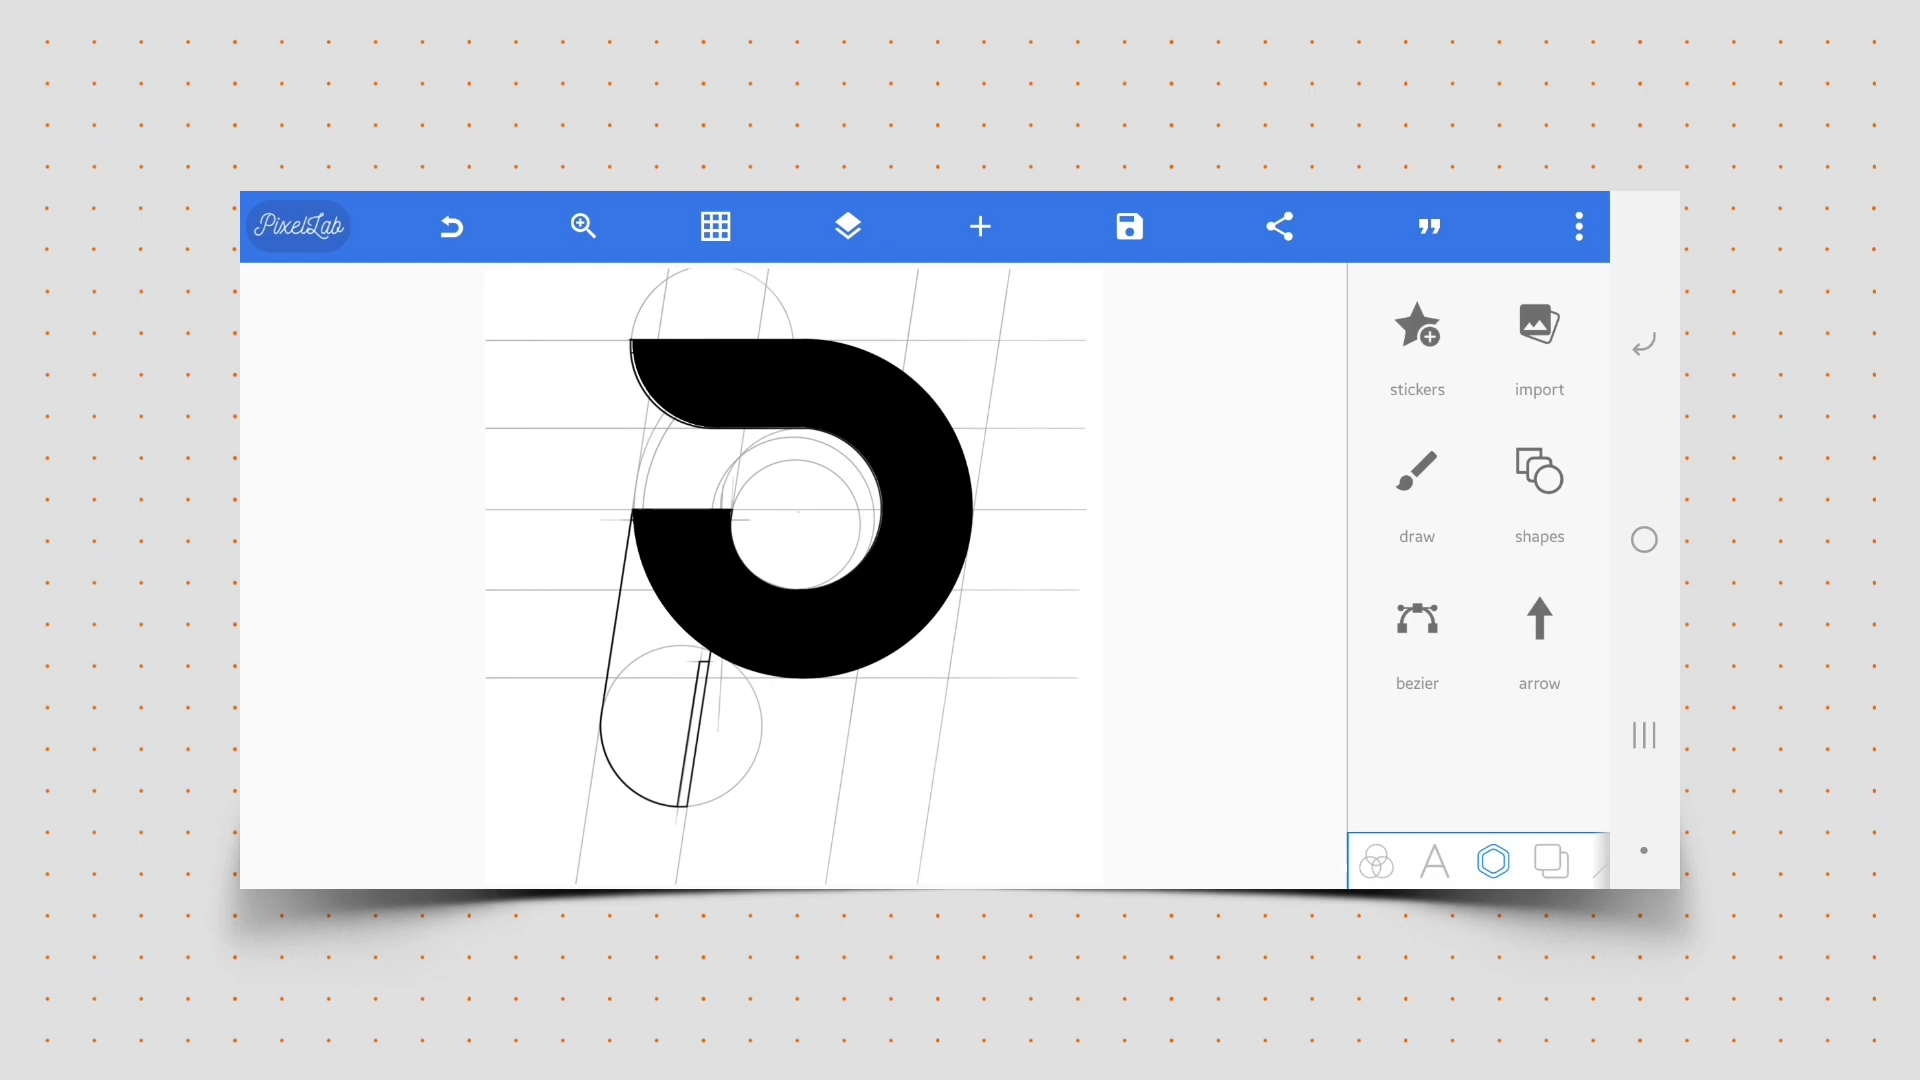 PixelLab
stickers
import
draw
shapes
bezier
arrow